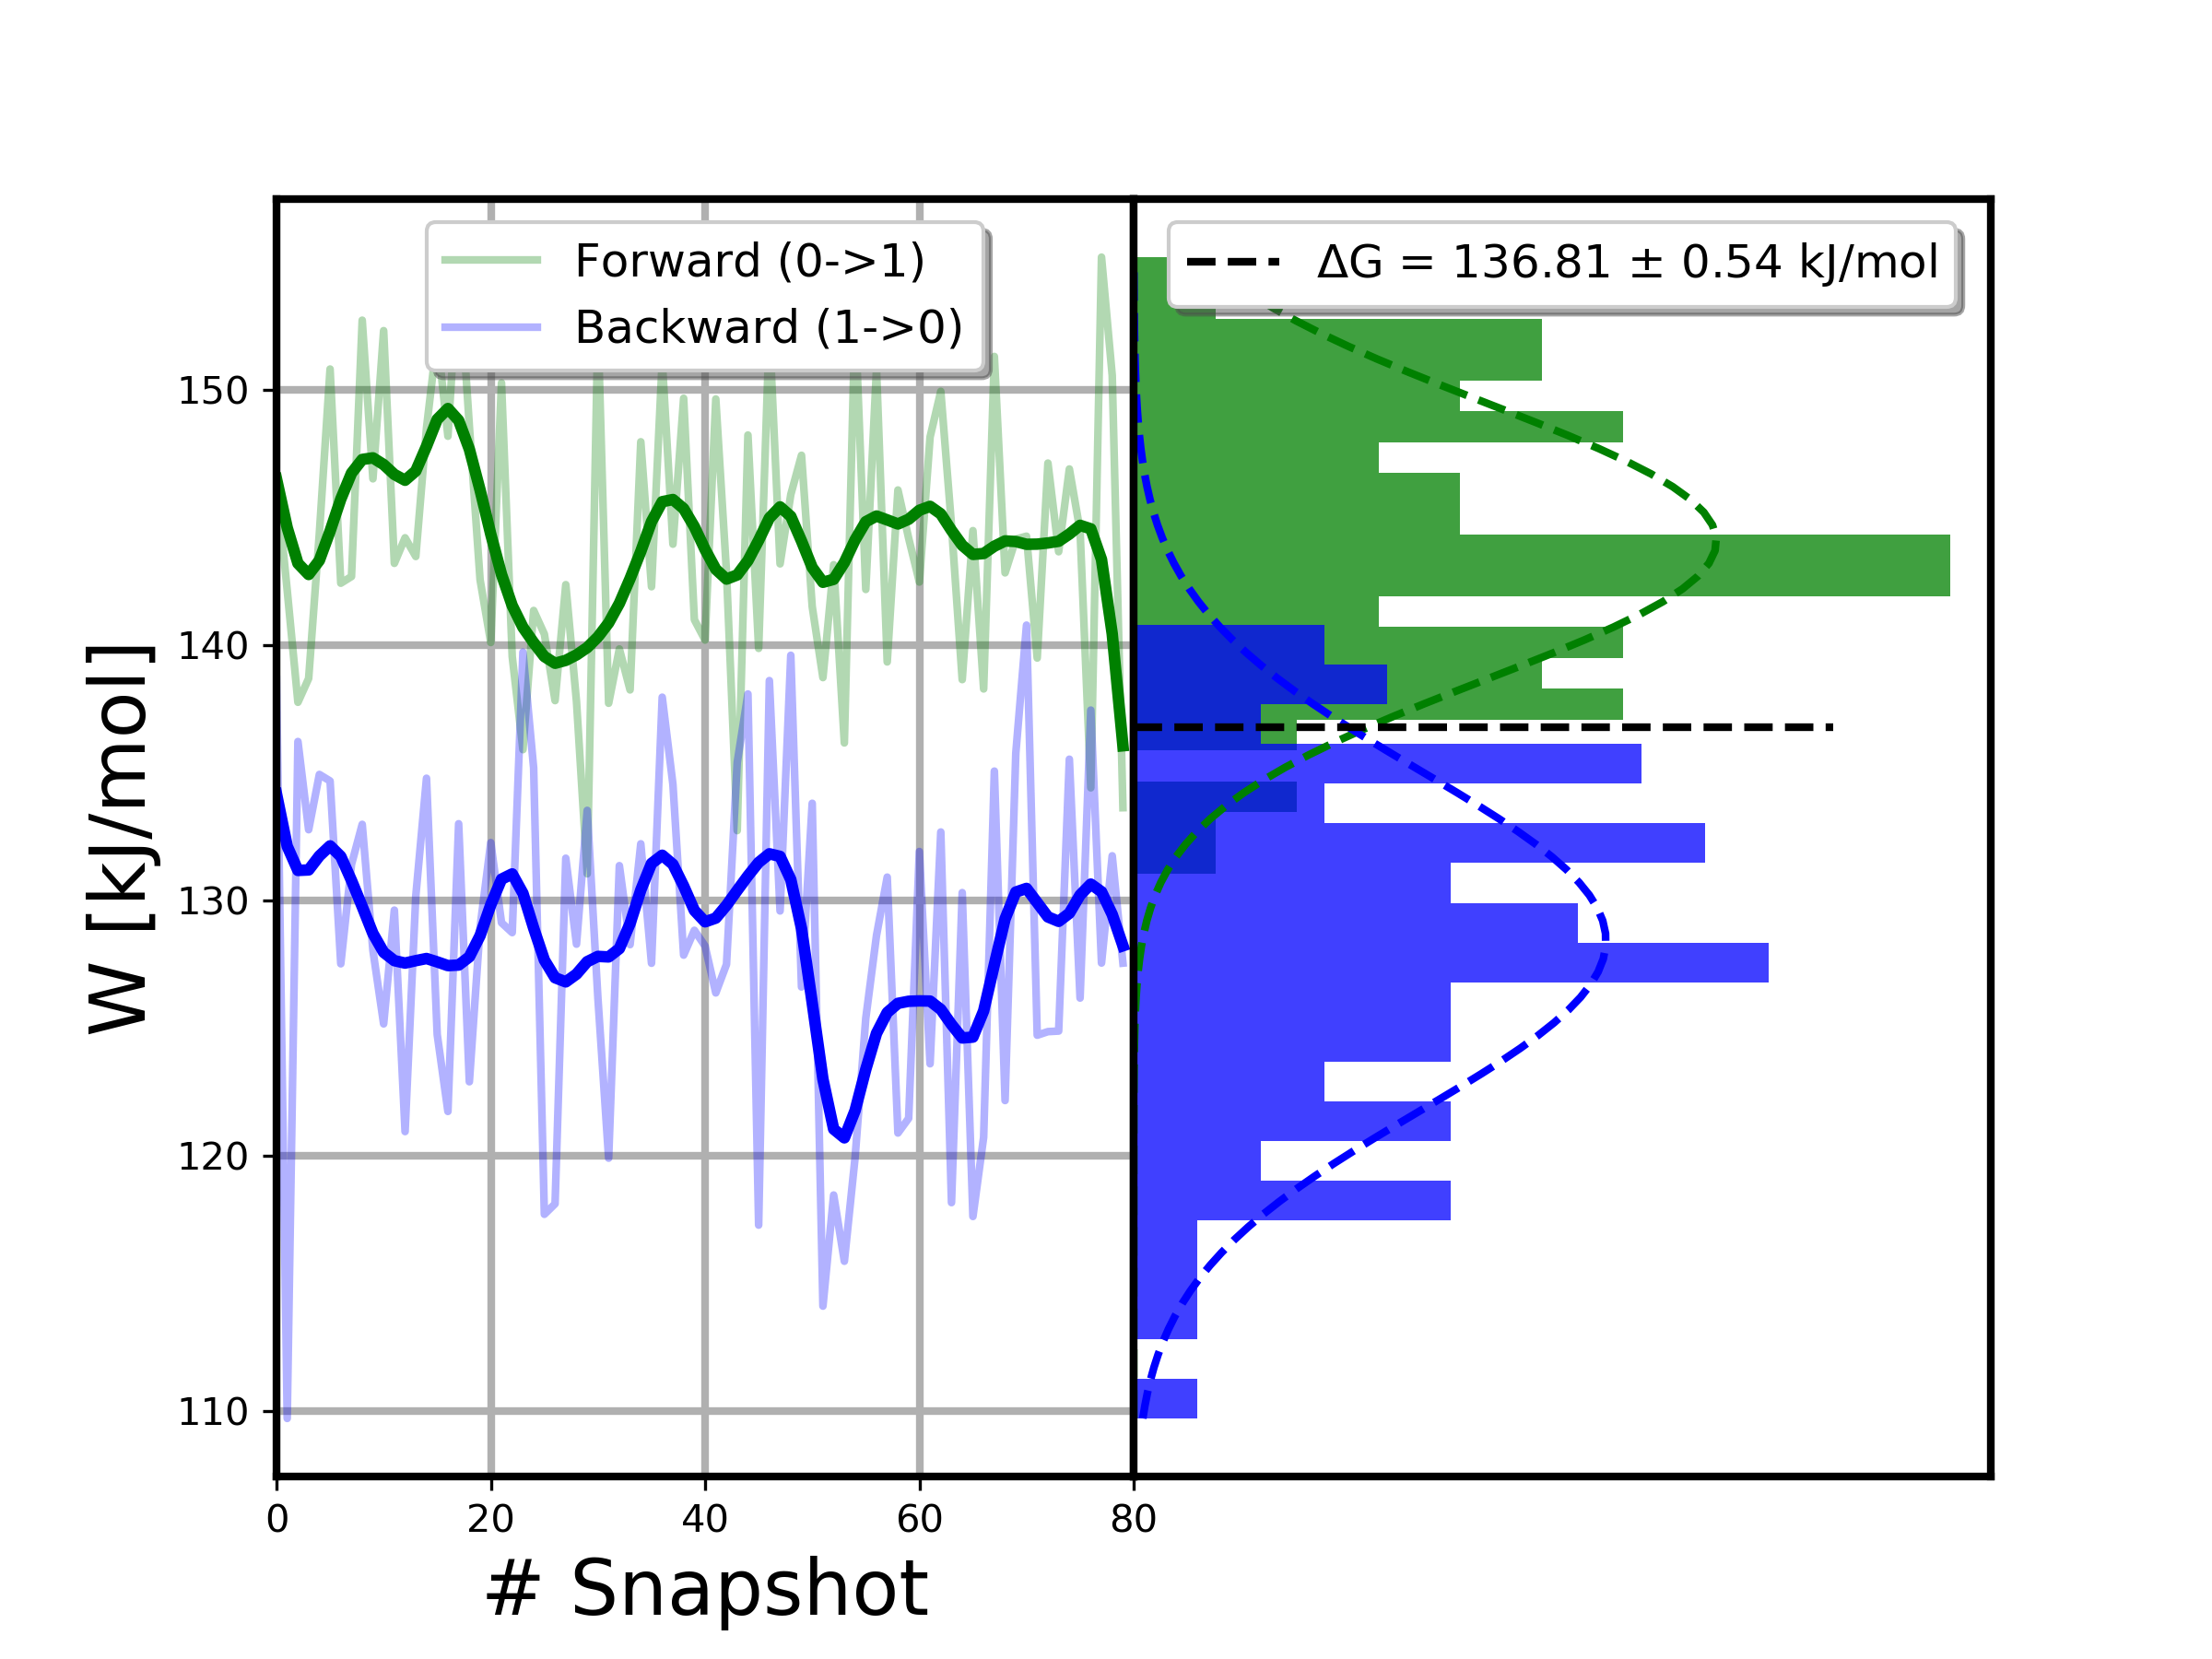 Forward (0->1)
Backward (1->0)
ΔG = 136.81 ± 0.54 kJ/mol
W [kJ/mol]
150
140
130
120
110
0 20 40 60 80
# Snapshot